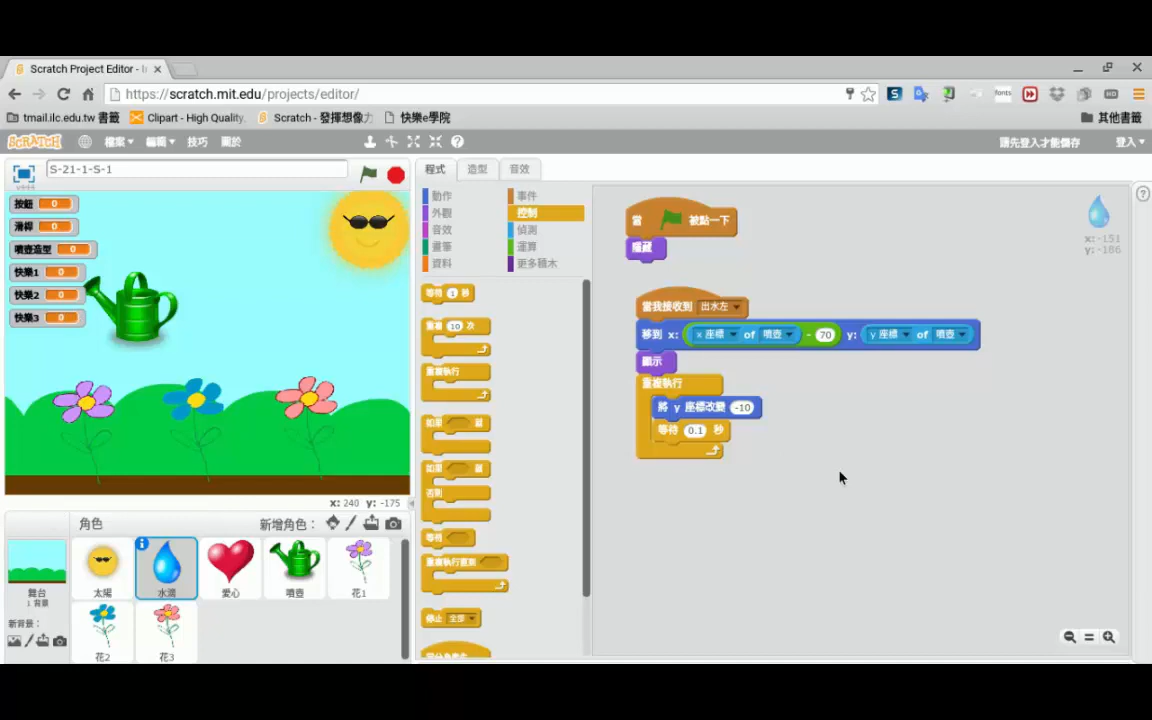 Scratch Project Editor - I
https://scratch.mit.edu/projects/editor/
tmail.ilc.edu.tw 書籤 Clipart - High Quality. Scratch - 發揮想像力 快樂e學院 其他書籤
SCRATCH 檔案 編輯 技巧 關於 請先登入才能儲存 登入
S-21-1-S-1
程式 造型 音效
按鈕 0
滑桿 0
噴壺造型 0
快樂1 0
快樂2 0
快樂3 0
動作 事件
外觀 控制
音效 偵測
畫筆 運算
資料 更多積木
等待 1 秒
重複 10 次
重複執行
如果 就
如果 就
否則
等待
重複執行直到
停止 全部
當 被點一下
隱藏
當我接收到 出水左
移到 x: x 座標 of 噴壺 - 70 y: y 座標 of 噴壺
顯示
重複執行
將 y 座標改變 -10
等待 0.1 秒
x: -151
y: -186
x: 240 y: -175
角色 新增角色：
舞台
1 背景
新背景：
太陽 水滴 愛心 噴壺 花1
花2 花3